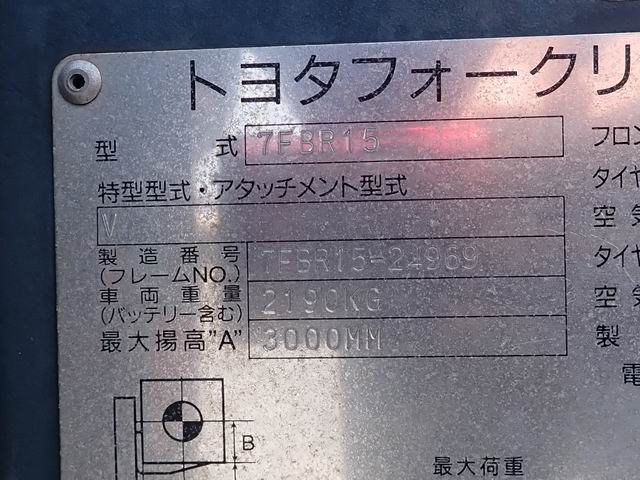 トヨタフォークリ
型 式 7FBR15
フロン
特型型式・アタッチメント型式
タイヤ
V
空気
製造番号
(フレームNO.) 7FBR15-24969
タイヤ
車両重量
(バッテリー含む) 2190KG
空気
最大揚高"A" 3000MM
製
電
B
最大荷重